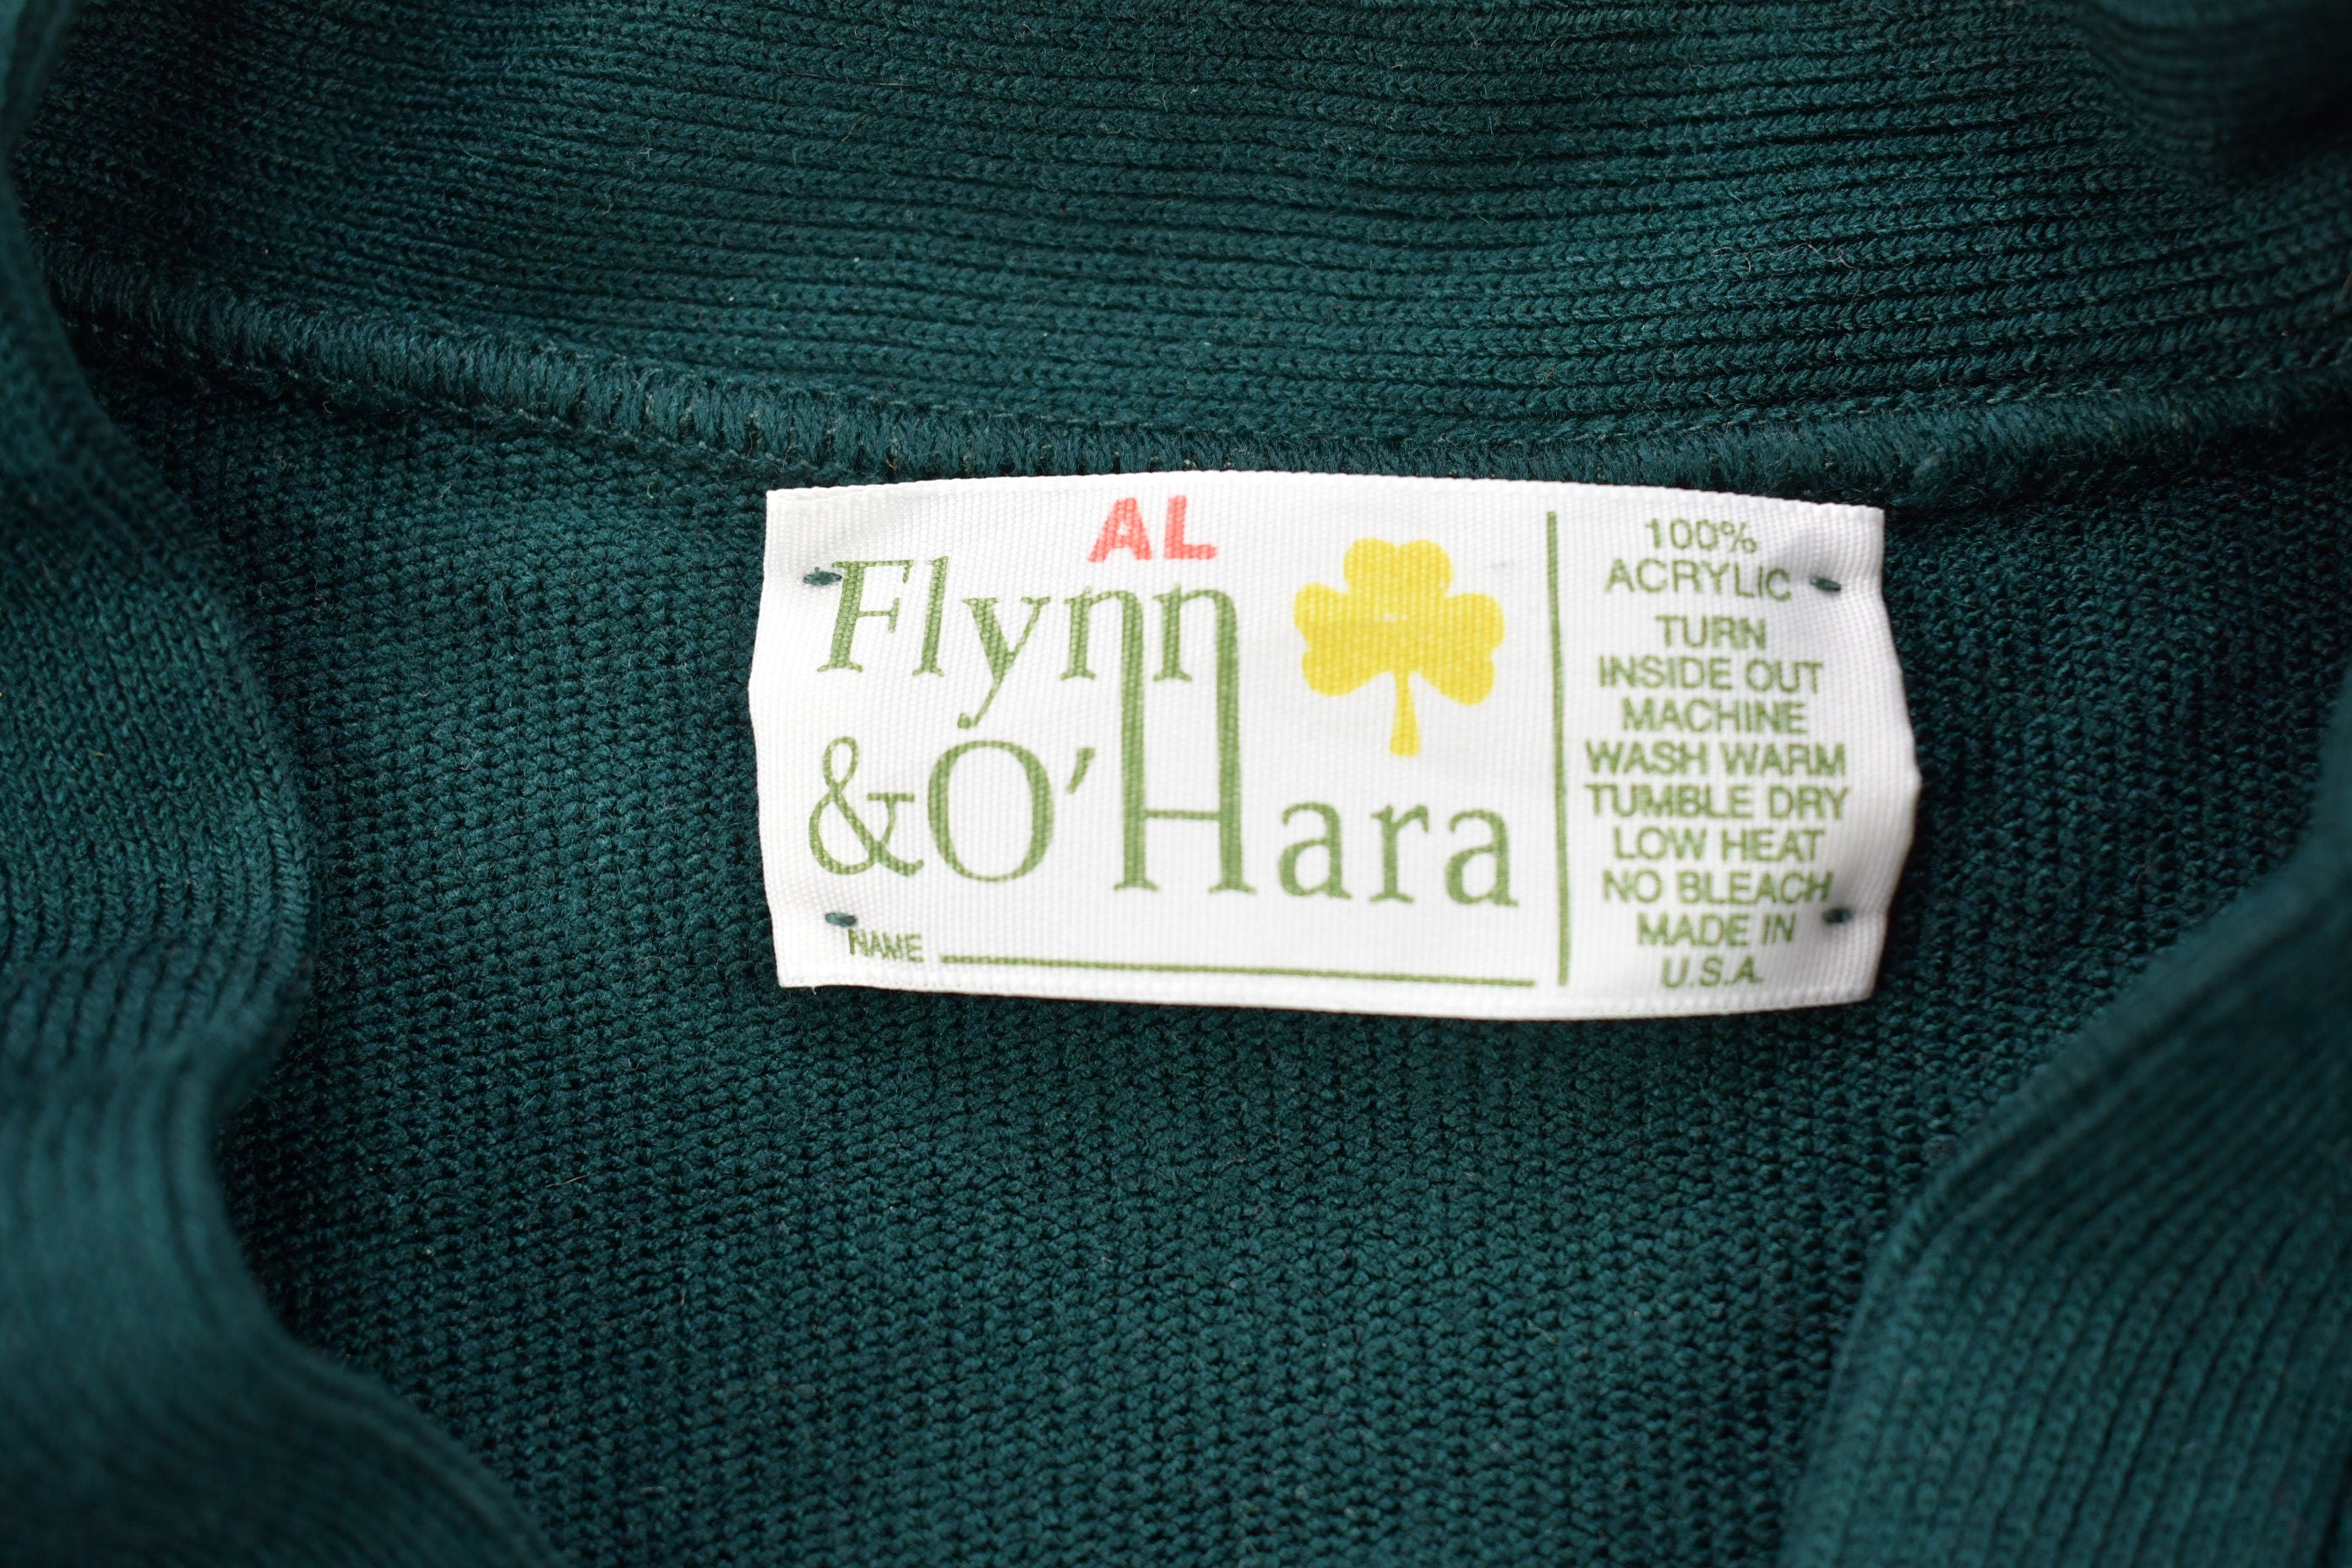 AL
Flynn
&O'Hara
NAME
100%
ACRYLIC
TURN
INSIDE OUT
MACHINE
WASH WARM
TUMBLE DRY
LOW HEAT
NO BLEACH
MADE IN
U.S.A.